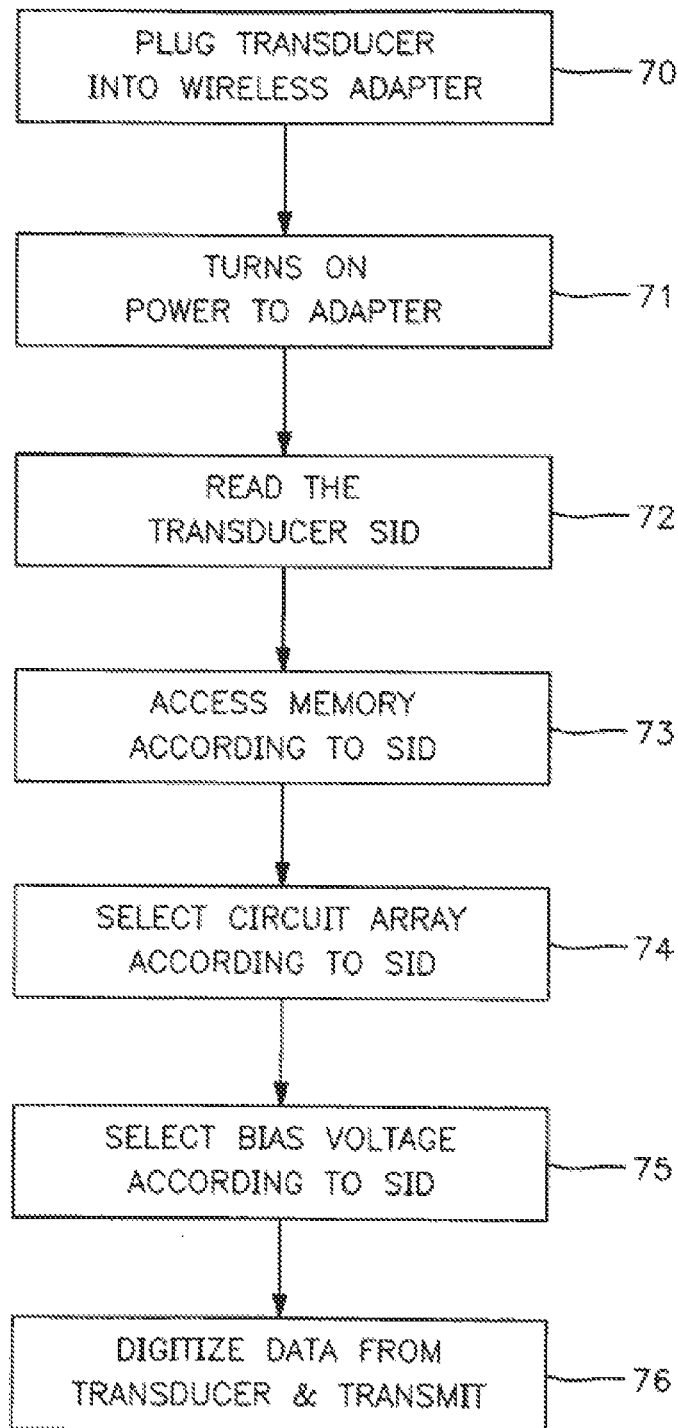 PLUG TRANSDUCER
INTO WIRELESS ADAPTER
70
TURNS ON
POWER TO ADAPTER
71
READ THE
TRANSDUCER SID
72
ACCESS MEMORY
ACCORDING TO SID
73
SELECT CIRCUIT ARRAY
ACCORDING TO SID
74
SELECT BIAS VOLTAGE
ACCORDING TO SID
75
DIGITIZE DATA FROM
TRANSDUCER & TRANSMIT
76